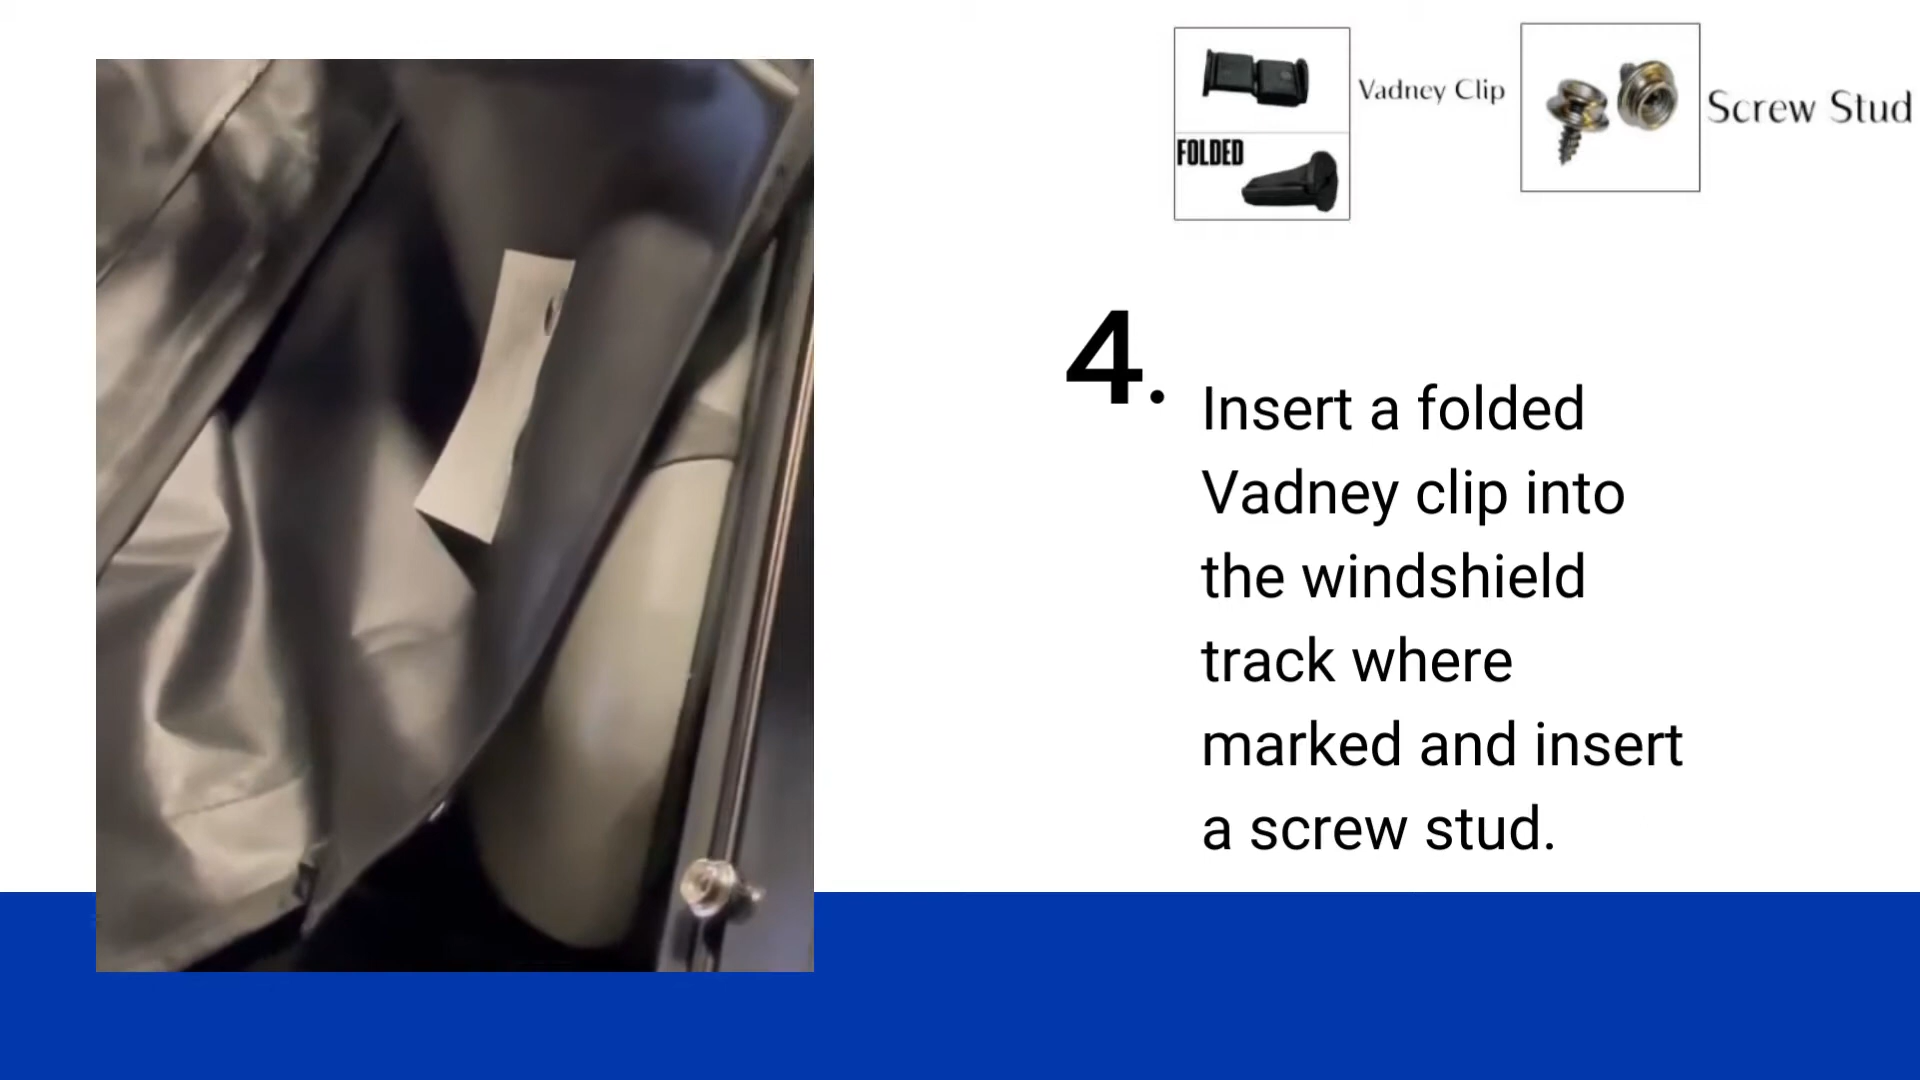 Vadney Clip
Screw Stud
FOLDED
4.
Insert a folded
Vadney clip into
the windshield
track where
marked and insert
a screw stud.